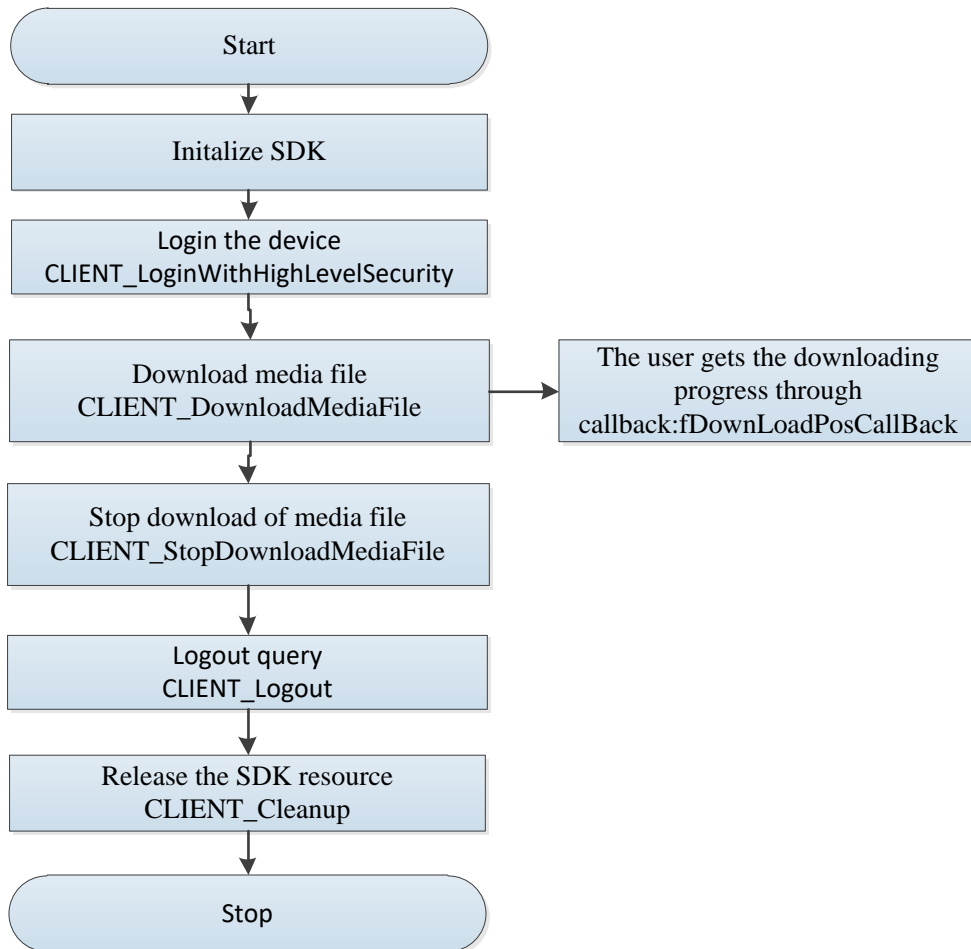 Start
Initalize SDK
Login the device
CLIENT_LoginWithHighLevelSecurity
Download media file
CLIENT_DownloadMediaFile
The user gets the downloading
progress through
callback:fDownLoadPosCallBack
Stop download of media file
CLIENT_StopDownloadMediaFile
Logout query
CLIENT_Logout
Release the SDK resource
CLIENT_Cleanup
Stop